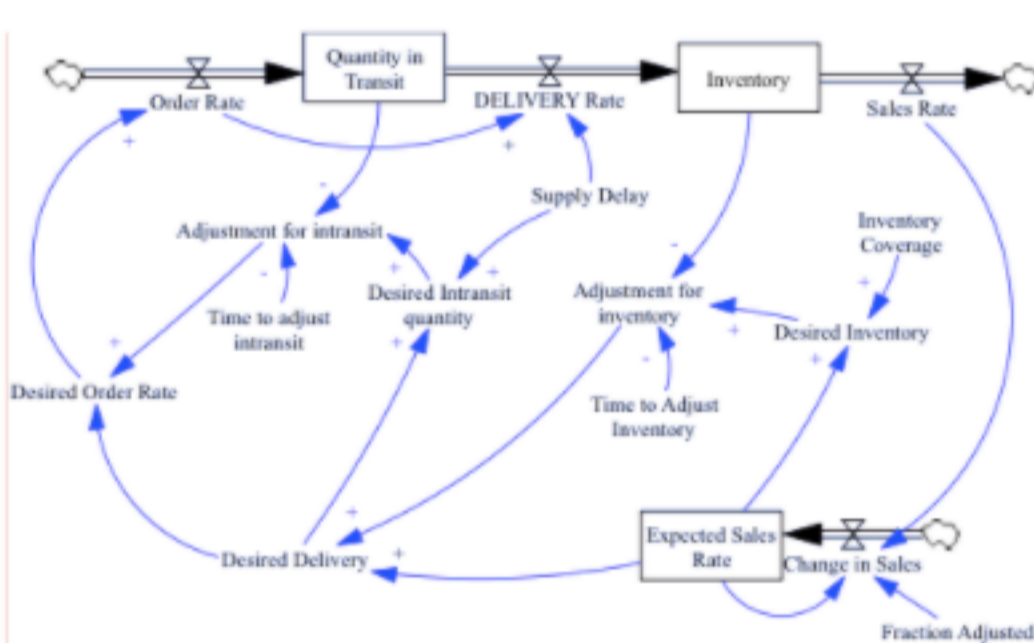 Quantity in
Transit
Inventory
Order Rate
DELIVERY Rate
Sales Rate
+
+
-
Supply Delay
Adjustment for intransit
Inventory
Coverage
-
+
+
-
+
Desired Intransit
quantity
Adjustment for
inventory
Time to adjust
intransit
Desired Inventory
+
+
+
-
+
Desired Order Rate
Time to Adjust
Inventory
+
Expected Sales
Rate
Desired Delivery
+
Change in Sales
Fraction Adjusted